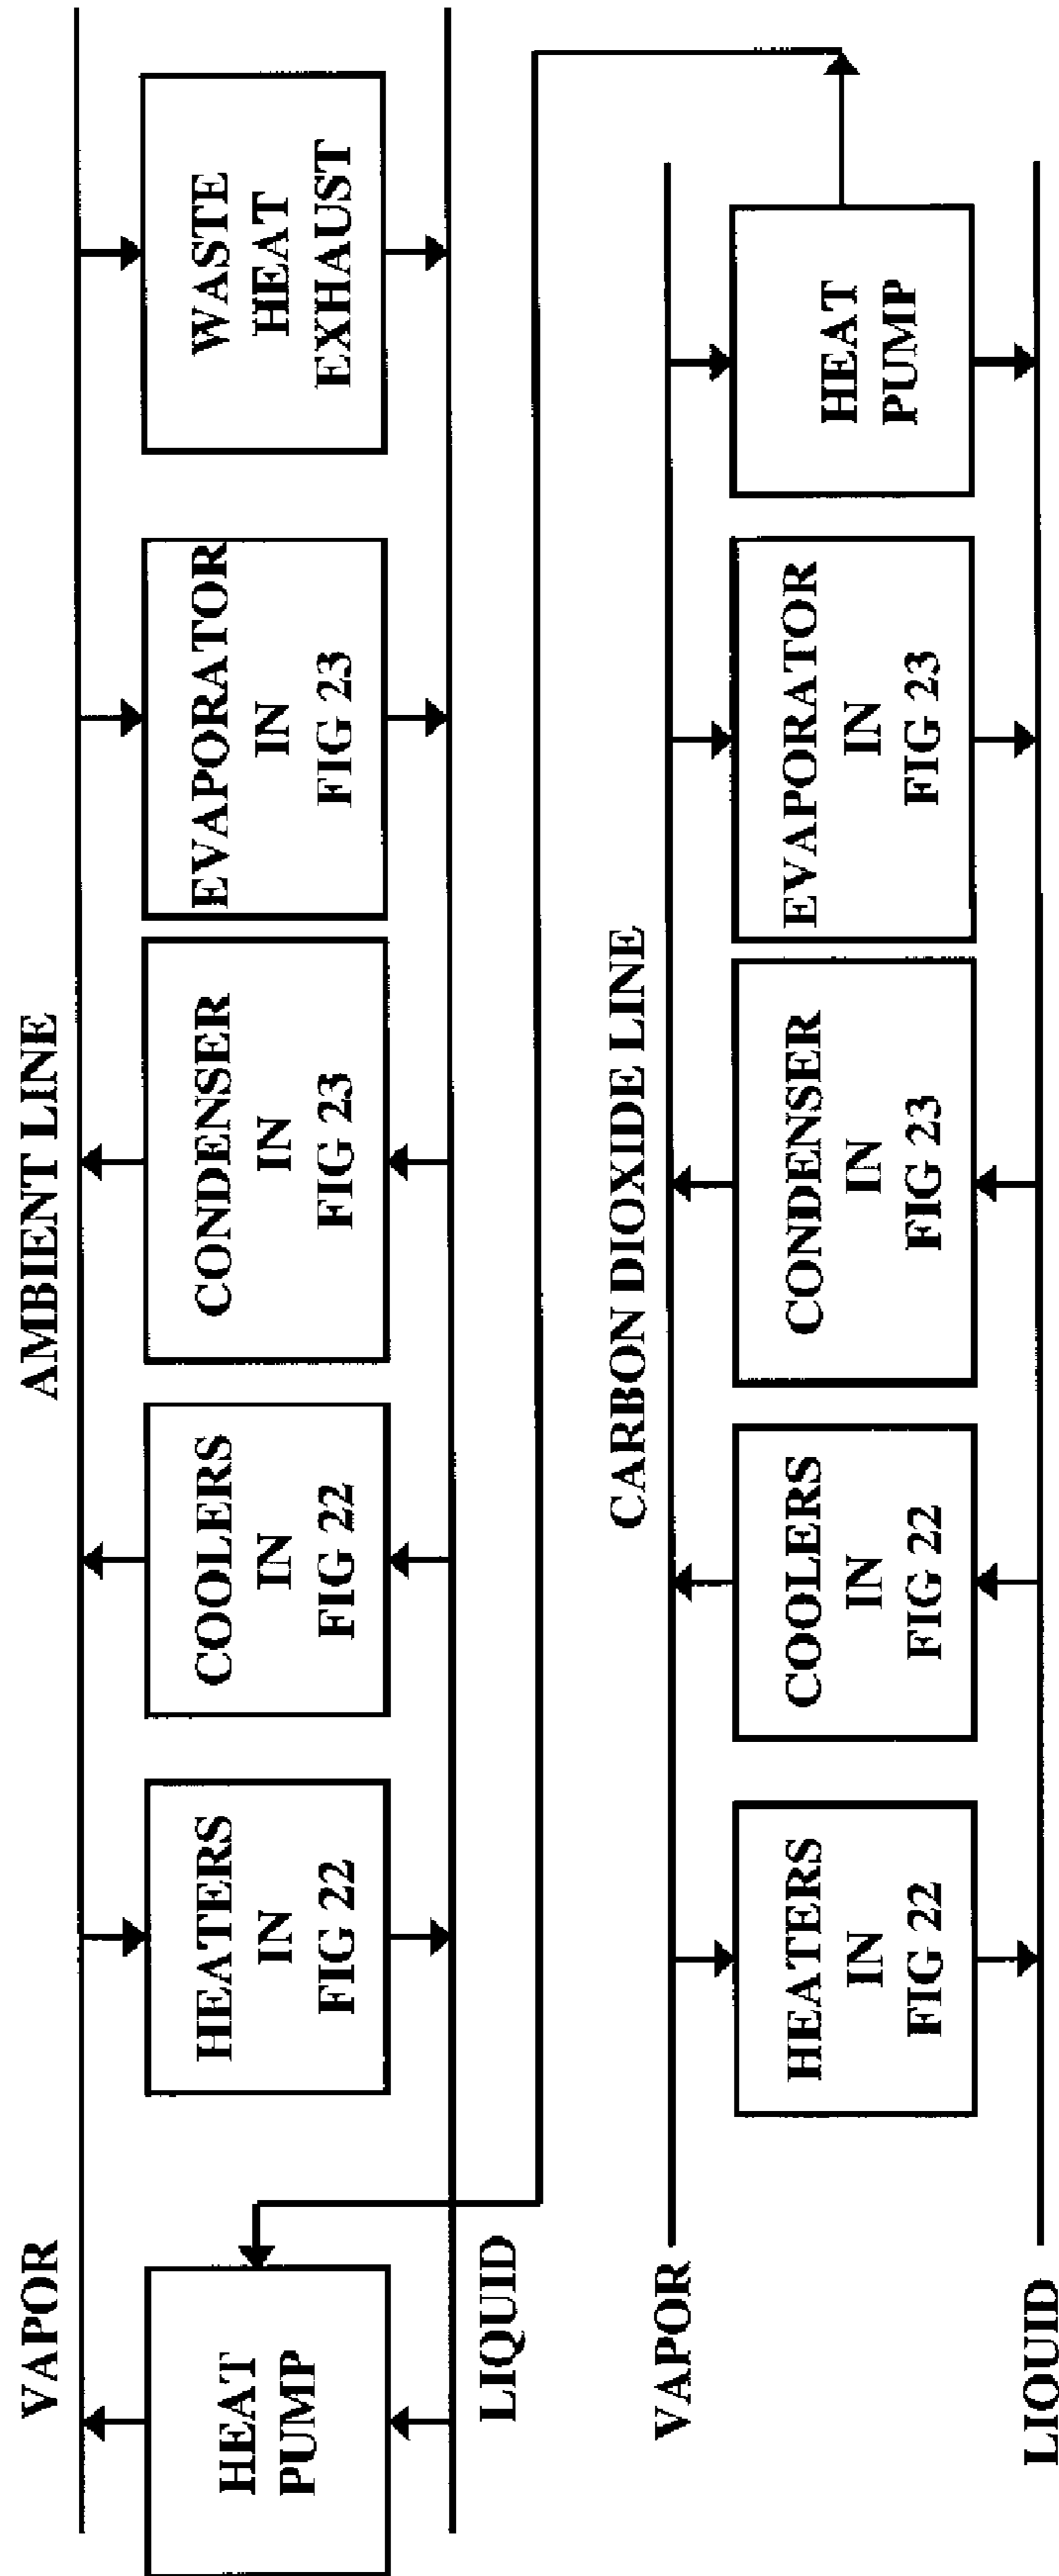 AMBIENT LINE
VAPOR
HEAT
PUMP
HEATERS
IN
FIG 22
COOLERS
IN
FIG 22
CONDENSER
IN
FIG 23
EVAPORATOR
IN
FIG 23
WASTE
HEAT
EXHAUST
LIQUID
CARBON DIOXIDE LINE
VAPOR
HEATERS
IN
FIG 22
COOLERS
IN
FIG 22
CONDENSER
IN
FIG 23
EVAPORATOR
IN
FIG 23
HEAT
PUMP
LIQUID